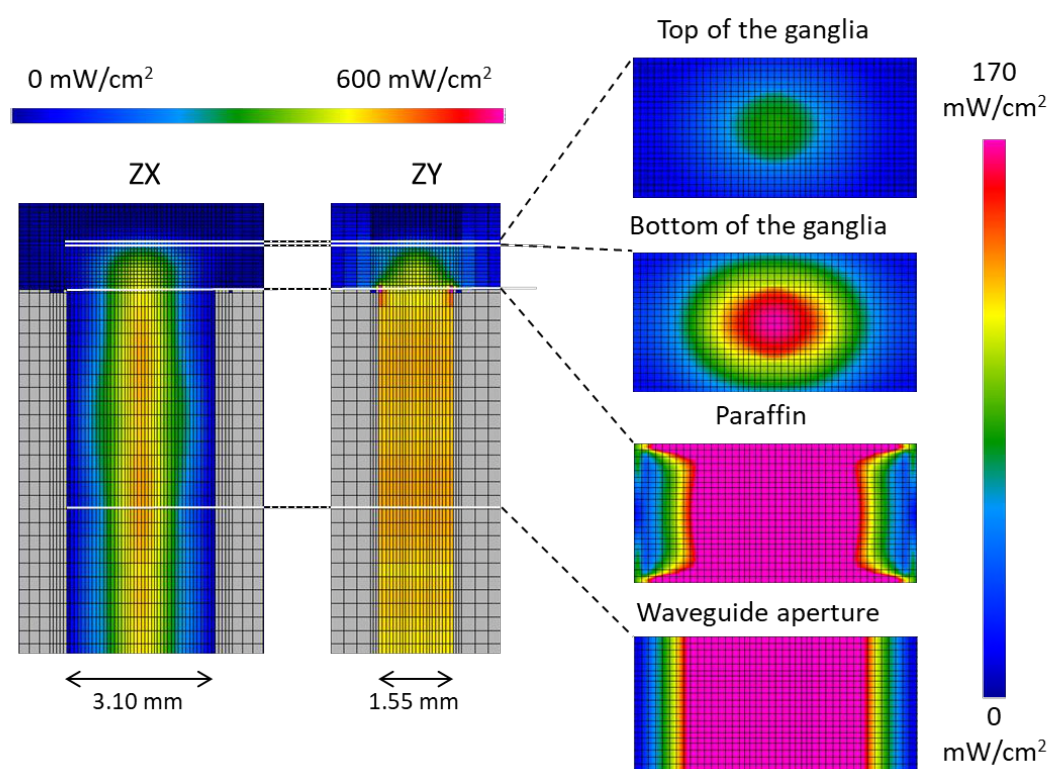 Top of the ganglia
0 mW/cm²
600 mW/cm²
170
mW/cm²
ZX
ZY
Bottom of the ganglia
Paraffin
Waveguide aperture
3.10 mm
1.55 mm
0
mW/cm²